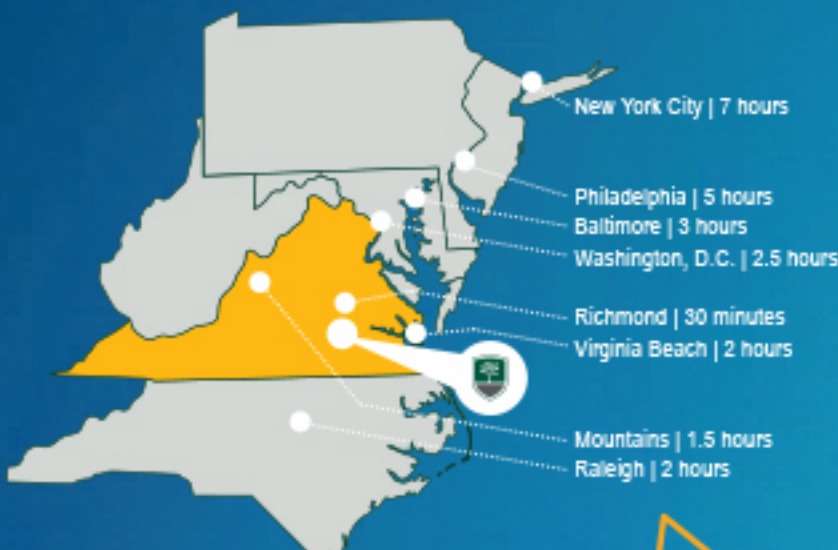 New York City | 7 hours
Philadelphia | 5 hours
Baltimore | 3 hours
Washington, D.C. | 2.5 hours
Richmond | 30 minutes
Virginia Beach | 2 hours
Mountains | 1.5 hours
Raleigh | 2 hours